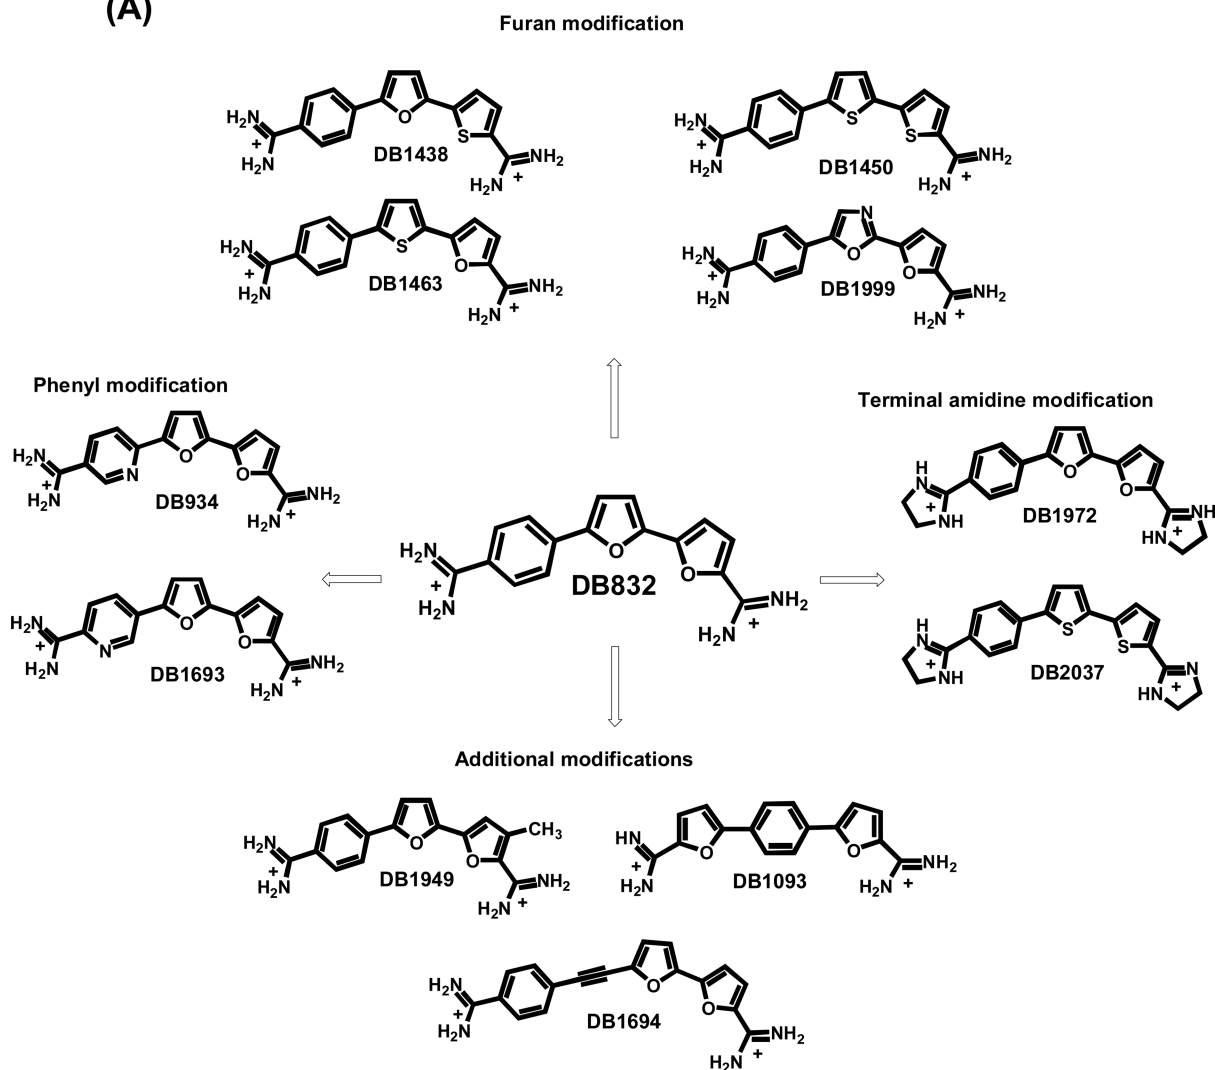 (A)
Furan modification
H2N
+
H2N
O
S
DB1438
NH2
H2N
+
H2N
+
H2N
S
S
DB1450
NH2
H2N
+
H2N
+
H2N
S
O
DB1463
NH2
H2N
+
H2N
+
H2N
N
O
O
DB1999
NH2
H2N
+
Phenyl modification
H2N
+
H2N
N
O
O
DB934
NH2
H2N
+
H2N
+
H2N
N
O
O
DB1693
NH2
H2N
+
H2N
+
H2N
O
O
DB832
NH2
H2N
+
Terminal amidine modification
H
N
+
NH
O
O
DB1972
NH
HN
+
H
N
+
NH
S
S
DB2037
N
HN
+
Additional modifications
H2N
+
H2N
O
O
CH3
DB1949
NH2
H2N
+
HN
+
H2N
O
O
DB1093
NH2
H2N
+
H2N
+
H2N
O
O
DB1694
NH2
H2N
+